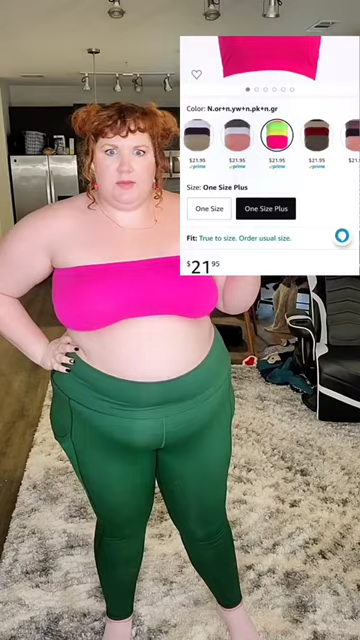 Color: N.or+n.yw+n.pk+n.gr
$21.95 $21.95 $21.95 $21.95 $21.95
prime prime prime prime prime
Size: One Size Plus
One Size One Size Plus
Fit: True to size. Order usual size.
$21 95